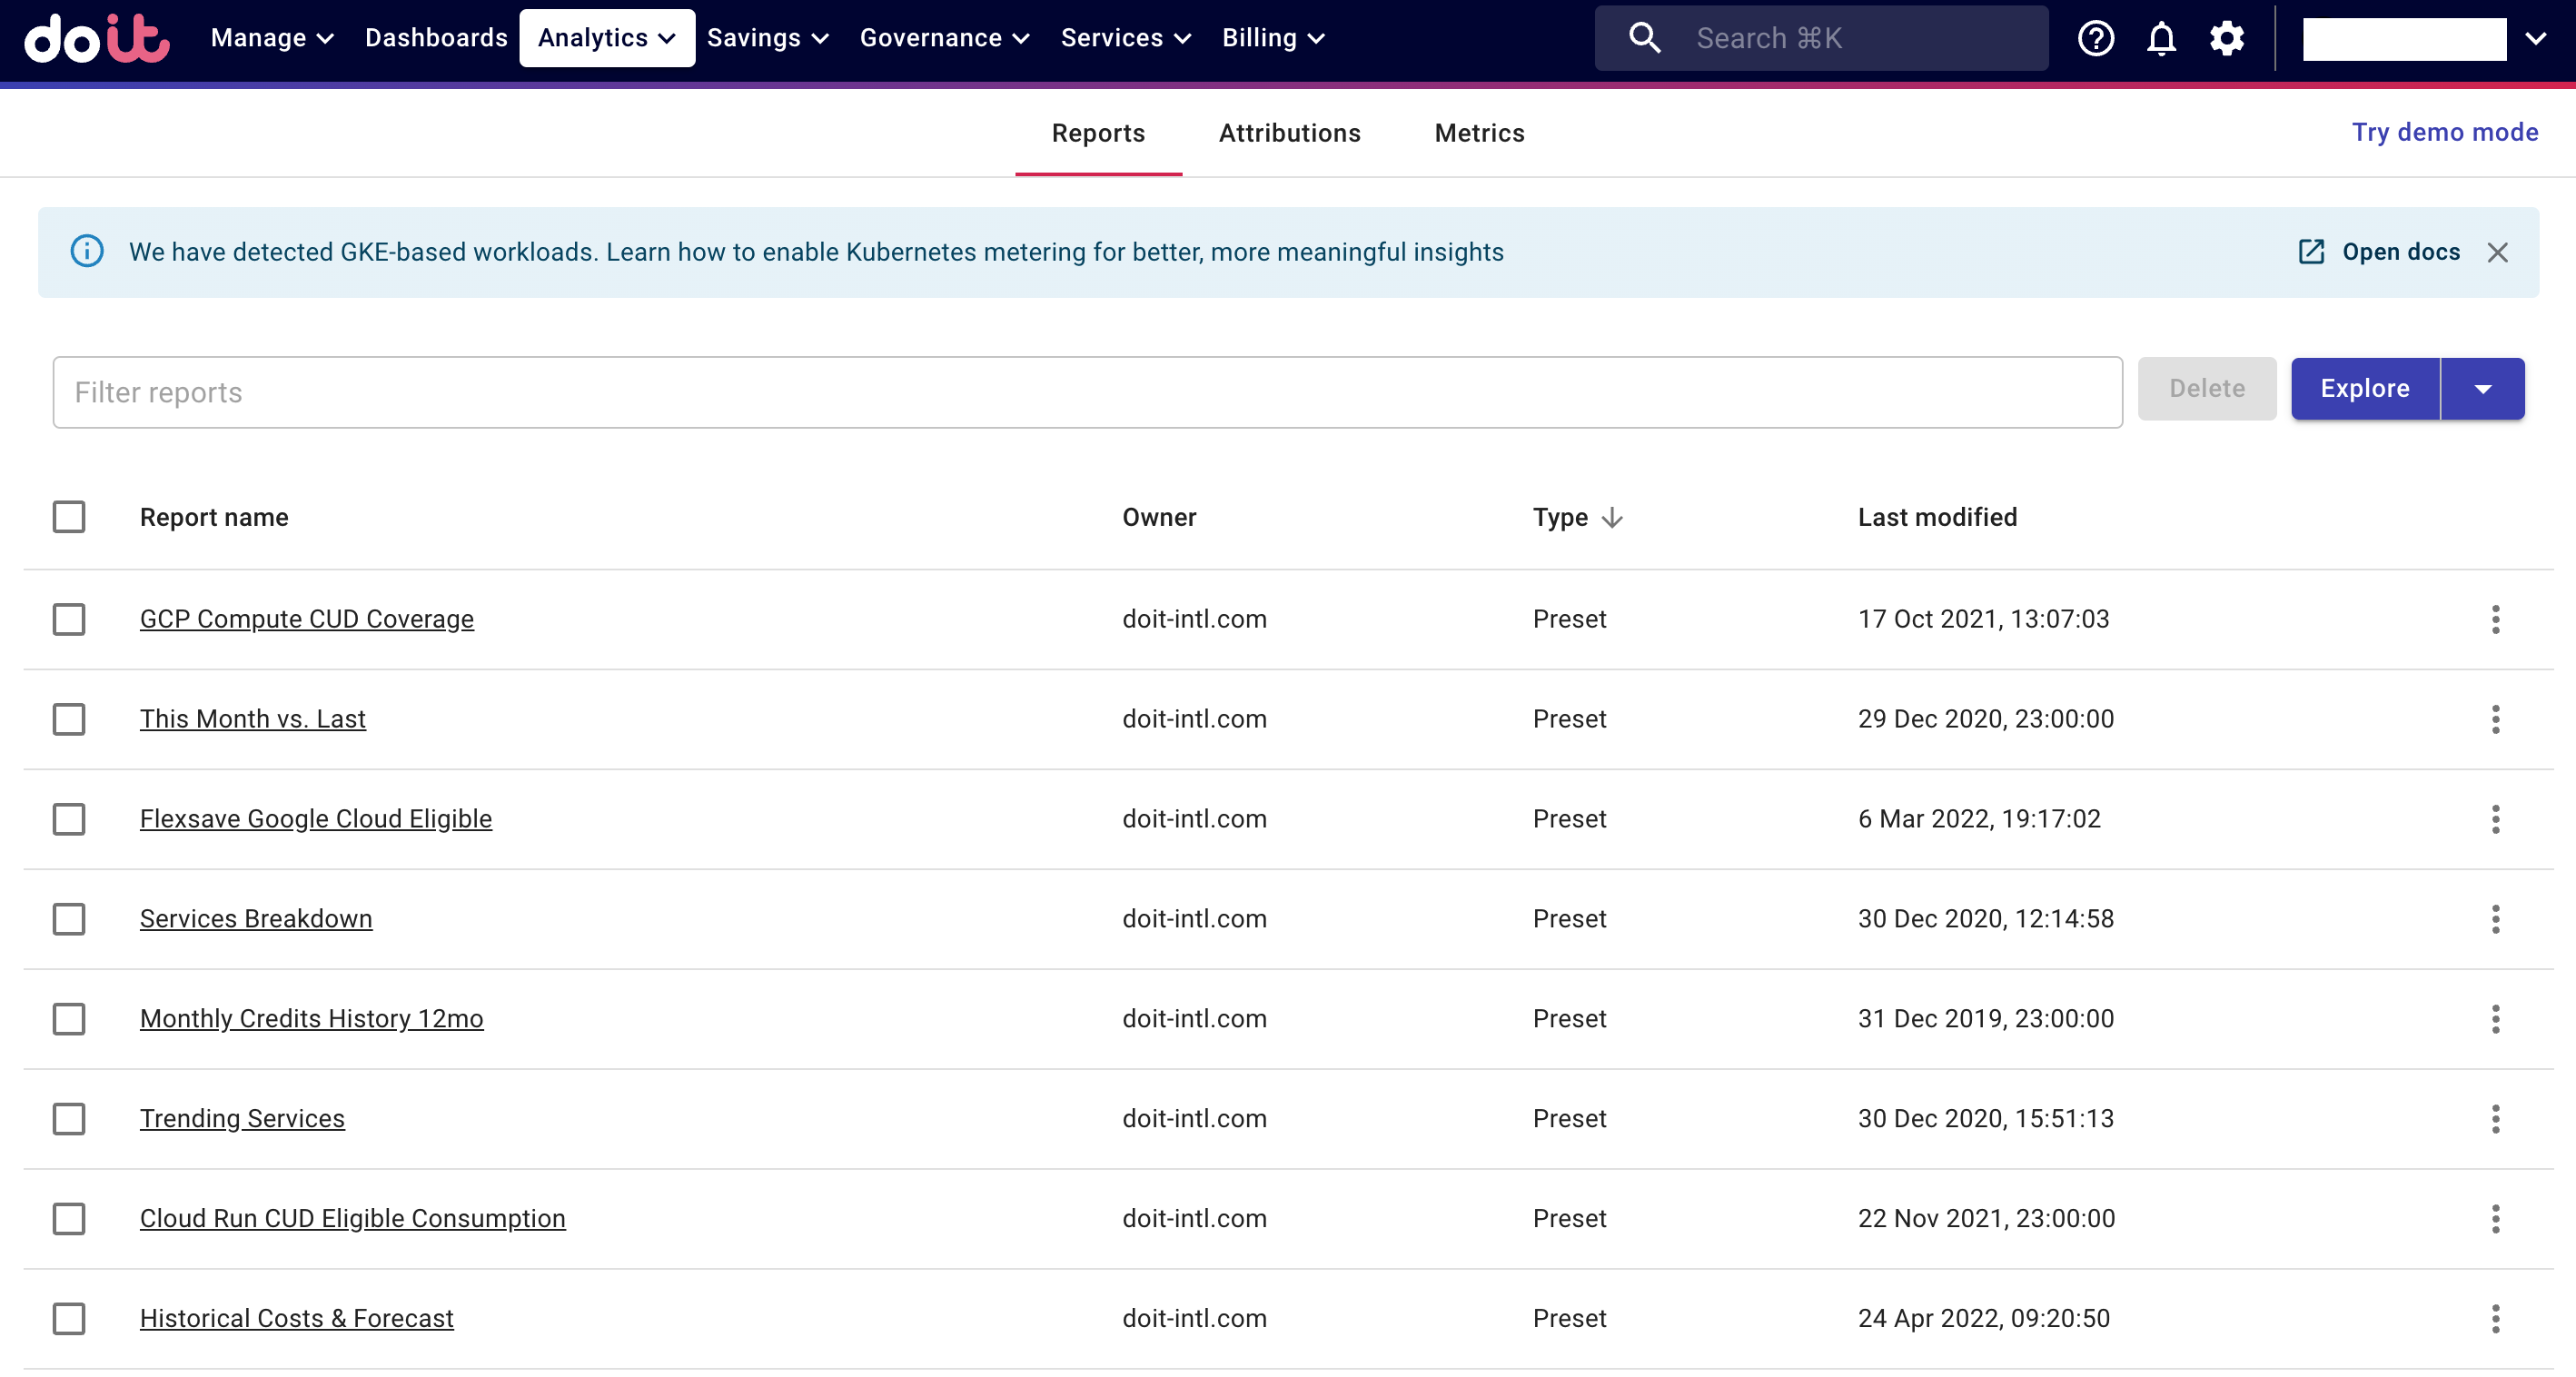 doit Manage Dashboards Analytics Savings Governance Services Billing Search ⌘K
Reports Attributions Metrics Try demo mode
We have detected GKE-based workloads. Learn how to enable Kubernetes metering for better, more meaningful insights Open docs
Filter reports Delete Explore
Report name Owner Type Last modified
GCP Compute CUD Coverage doit-intl.com Preset 17 Oct 2021, 13:07:03
This Month vs. Last doit-intl.com Preset 29 Dec 2020, 23:00:00
Flexsave Google Cloud Eligible doit-intl.com Preset 6 Mar 2022, 19:17:02
Services Breakdown doit-intl.com Preset 30 Dec 2020, 12:14:58
Monthly Credits History 12mo doit-intl.com Preset 31 Dec 2019, 23:00:00
Trending Services doit-intl.com Preset 30 Dec 2020, 15:51:13
Cloud Run CUD Eligible Consumption doit-intl.com Preset 22 Nov 2021, 23:00:00
Historical Costs & Forecast doit-intl.com Preset 24 Apr 2022, 09:20:50